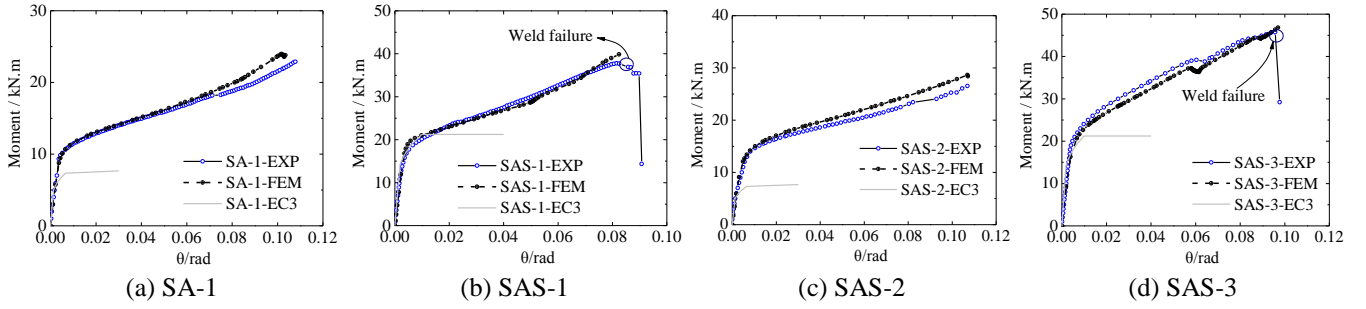 Moment / kN.m
30
20
10
0
0.00 0.02 0.04 0.06 0.08 0.10 0.12
θ/rad
SA-1-EXP
SA-1-FEM
SA-1-EC3
(a) SA-1
Moment / kN.m
50
40
30
20
10
0
0.00 0.02 0.04 0.06 0.08 0.10
θ/rad
Weld failure
SAS-1-EXP
SAS-1-FEM
SAS-1-EC3
(b) SAS-1
Moment / kN.m
40
30
20
10
0
0.00 0.02 0.04 0.06 0.08 0.10 0.12
θ/rad
SAS-2-EXP
SAS-2-FEM
SAS-2-EC3
(c) SAS-2
Moment / kN.m
50
40
30
20
10
0
0.00 0.02 0.04 0.06 0.08 0.10 0.12
θ/rad
Weld failure
SAS-3-EXP
SAS-3-FEM
SAS-3-EC3
(d) SAS-3